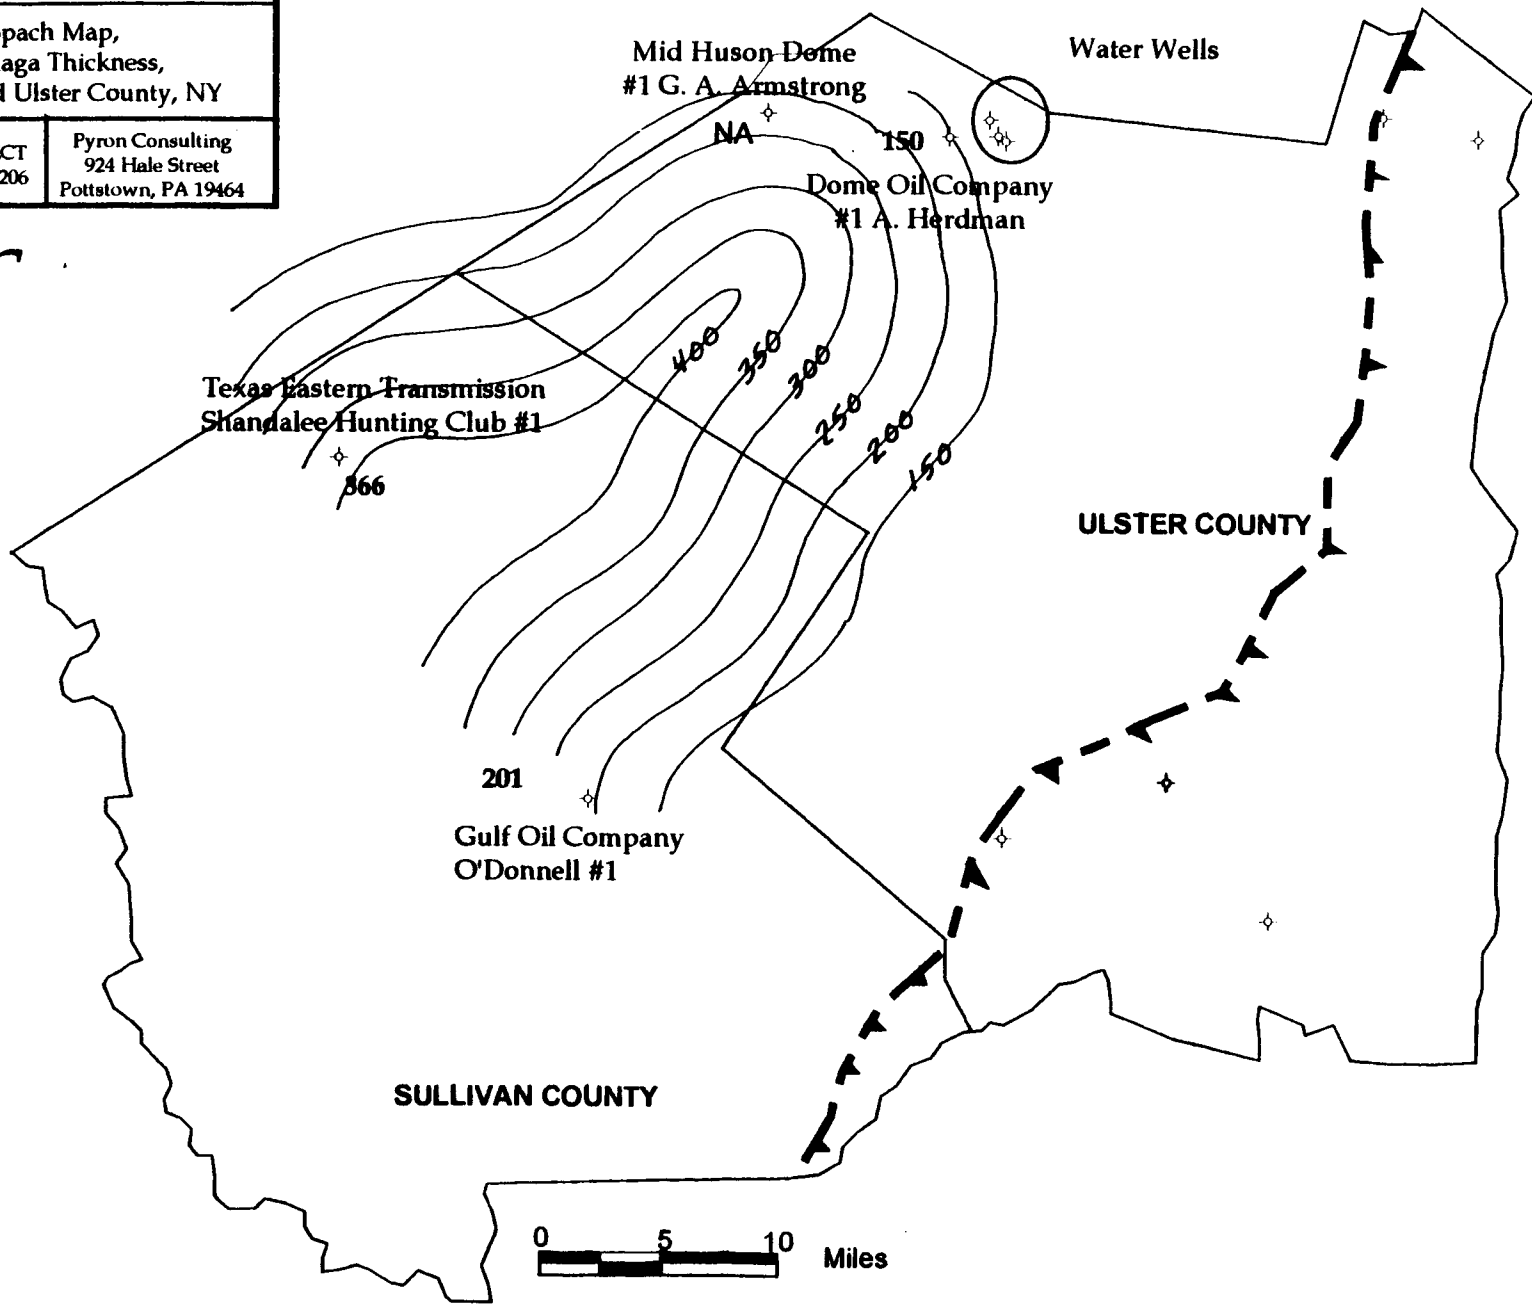 pach Map,
aga Thickness,
Ulster County, NY
CT
206
Pyron Consulting
924 Hale Street
Pottstown, PA 19464
Mid Huson Dome
#1 G. A. Armstrong
NA
Water Wells
150
Dome Oil Company
#1 A. Herdman
400
350
300
250
200
150
Texas Eastern Transmission
Shandalee Hunting Club #1
366
ULSTER COUNTY
201
Gulf Oil Company
O'Donnell #1
SULLIVAN COUNTY
0 5 10 Miles